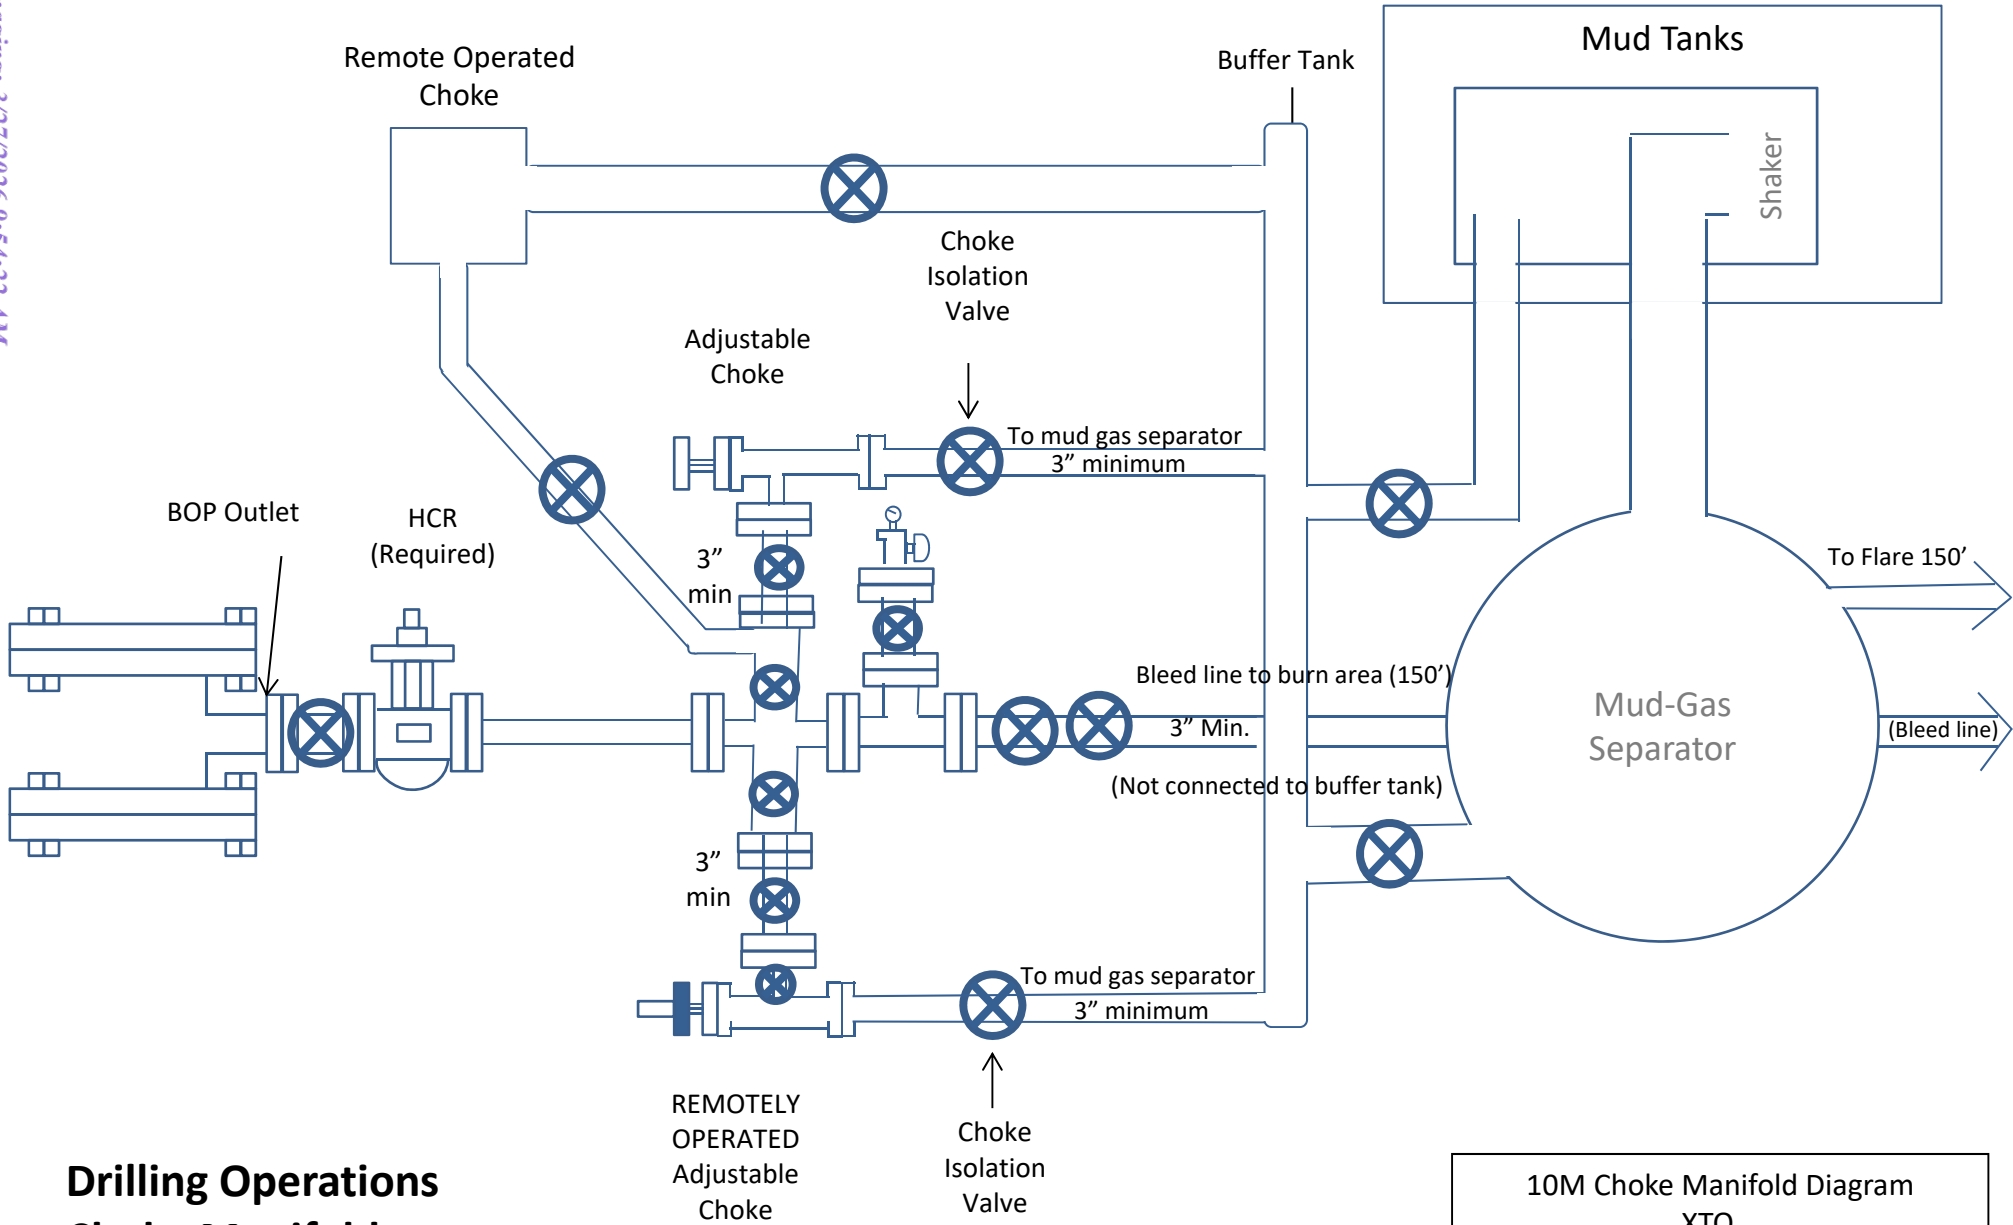 Mud Tanks
Remote Operated
Choke
Buffer Tank
Shaker
Choke
Isolation
Valve
Adjustable
Choke
To mud gas separator
3” minimum
BOP Outlet
HCR
(Required)
3”
min
To Flare 150’
Bleed line to burn area (150’)
3” Min.
(Not connected to buffer tank)
Mud-Gas
Separator
(Bleed line)
3”
min
To mud gas separator
3” minimum
REMOTELY
OPERATED
Adjustable
Choke
Choke
Isolation
Valve
Drilling Operations
Choke Manifold
10M Choke Manifold Diagram
XTO